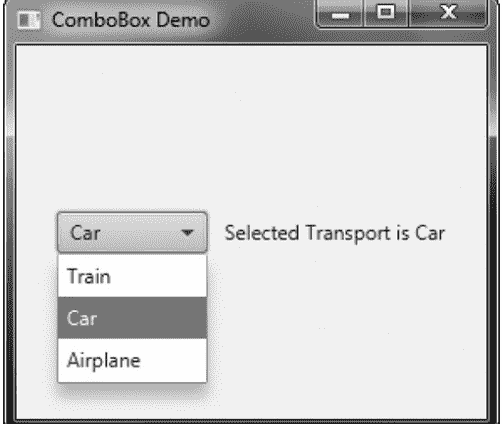 ComboBox Demo
Car Selected Transport is Car
Train
Car
Airplane